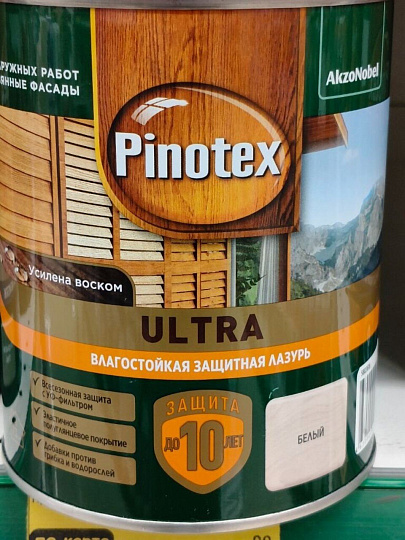 РУЖНЫХ РАБОТ
ЯННЫЕ ФАСАДЫ
AkzoNobel
Pinotex
Усилена воском
ULTRA
ВЛАГОСТОЙКАЯ ЗАЩИТНАЯ ЛАЗУРЬ
Всесезонная защита
с УФ-фильтром
Эластичное
полуглянцевое покрытие
Добавки против
грибка и водорослей
ЗАЩИТА
ДО 10 ЛЕТ
БЕЛЫЙ